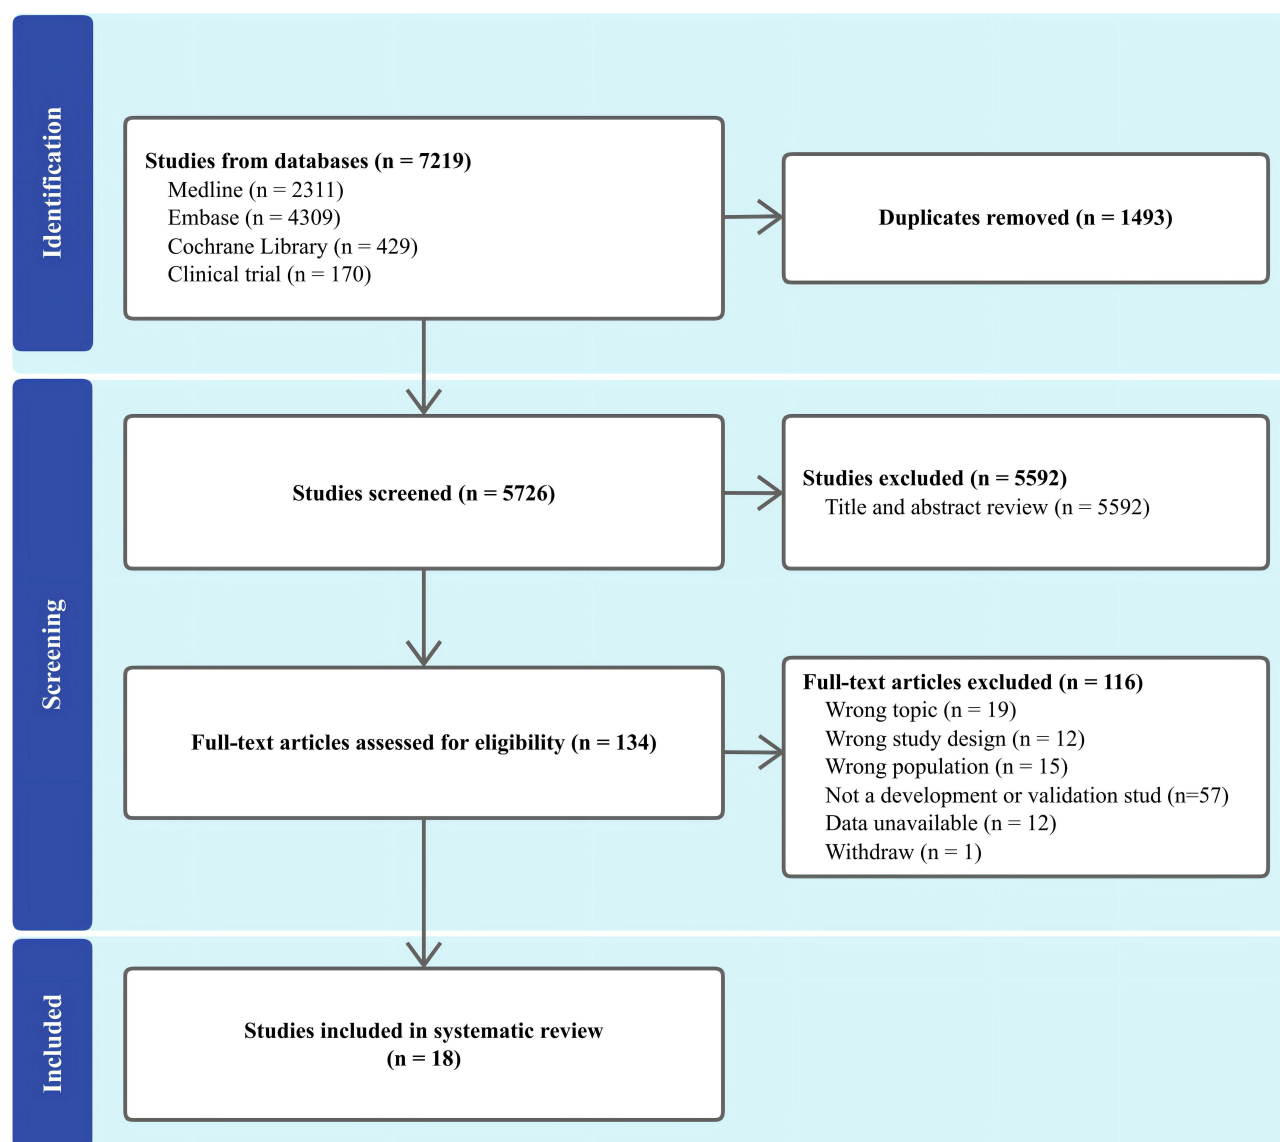 Identification
Studies from databases (n = 7219)
Medline (n = 2311)
Embase (n = 4309)
Cochrane Library (n = 429)
Clinical trial (n = 170)
Duplicates removed (n = 1493)
Screening
Studies screened (n = 5726)
Studies excluded (n = 5592)
Title and abstract review (n = 5592)
Full-text articles assessed for eligibility (n = 134)
Full-text articles excluded (n = 116)
Wrong topic (n = 19)
Wrong study design (n = 12)
Wrong population (n = 15)
Not a development or validation stud (n=57)
Data unavailable (n = 12)
Withdraw (n = 1)
Included
Studies included in systematic review
(n = 18)